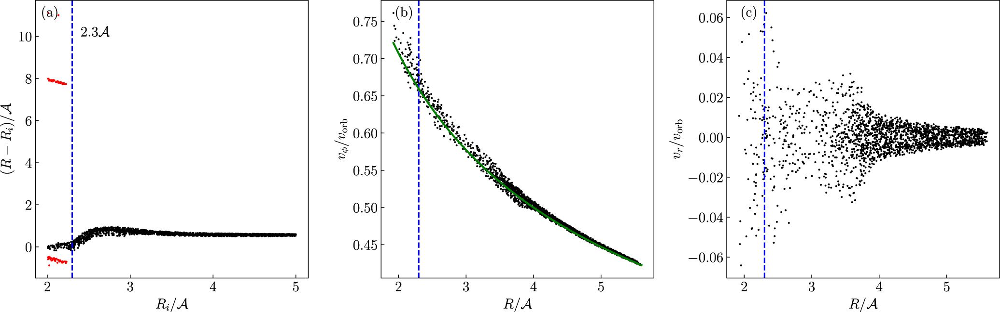 (a)
2.3𝒜
10
8
6
4
2
0
(R − Rᵢ)/𝒜
2 3 4 5
Rᵢ/𝒜
(b)
0.75
0.70
0.65
0.60
0.55
0.50
0.45
v_ϕ/v_orb
2 3 4 5
R/𝒜
(c)
0.06
0.04
0.02
0.00
−0.02
−0.04
−0.06
v_r/v_orb
2 3 4 5
R/𝒜